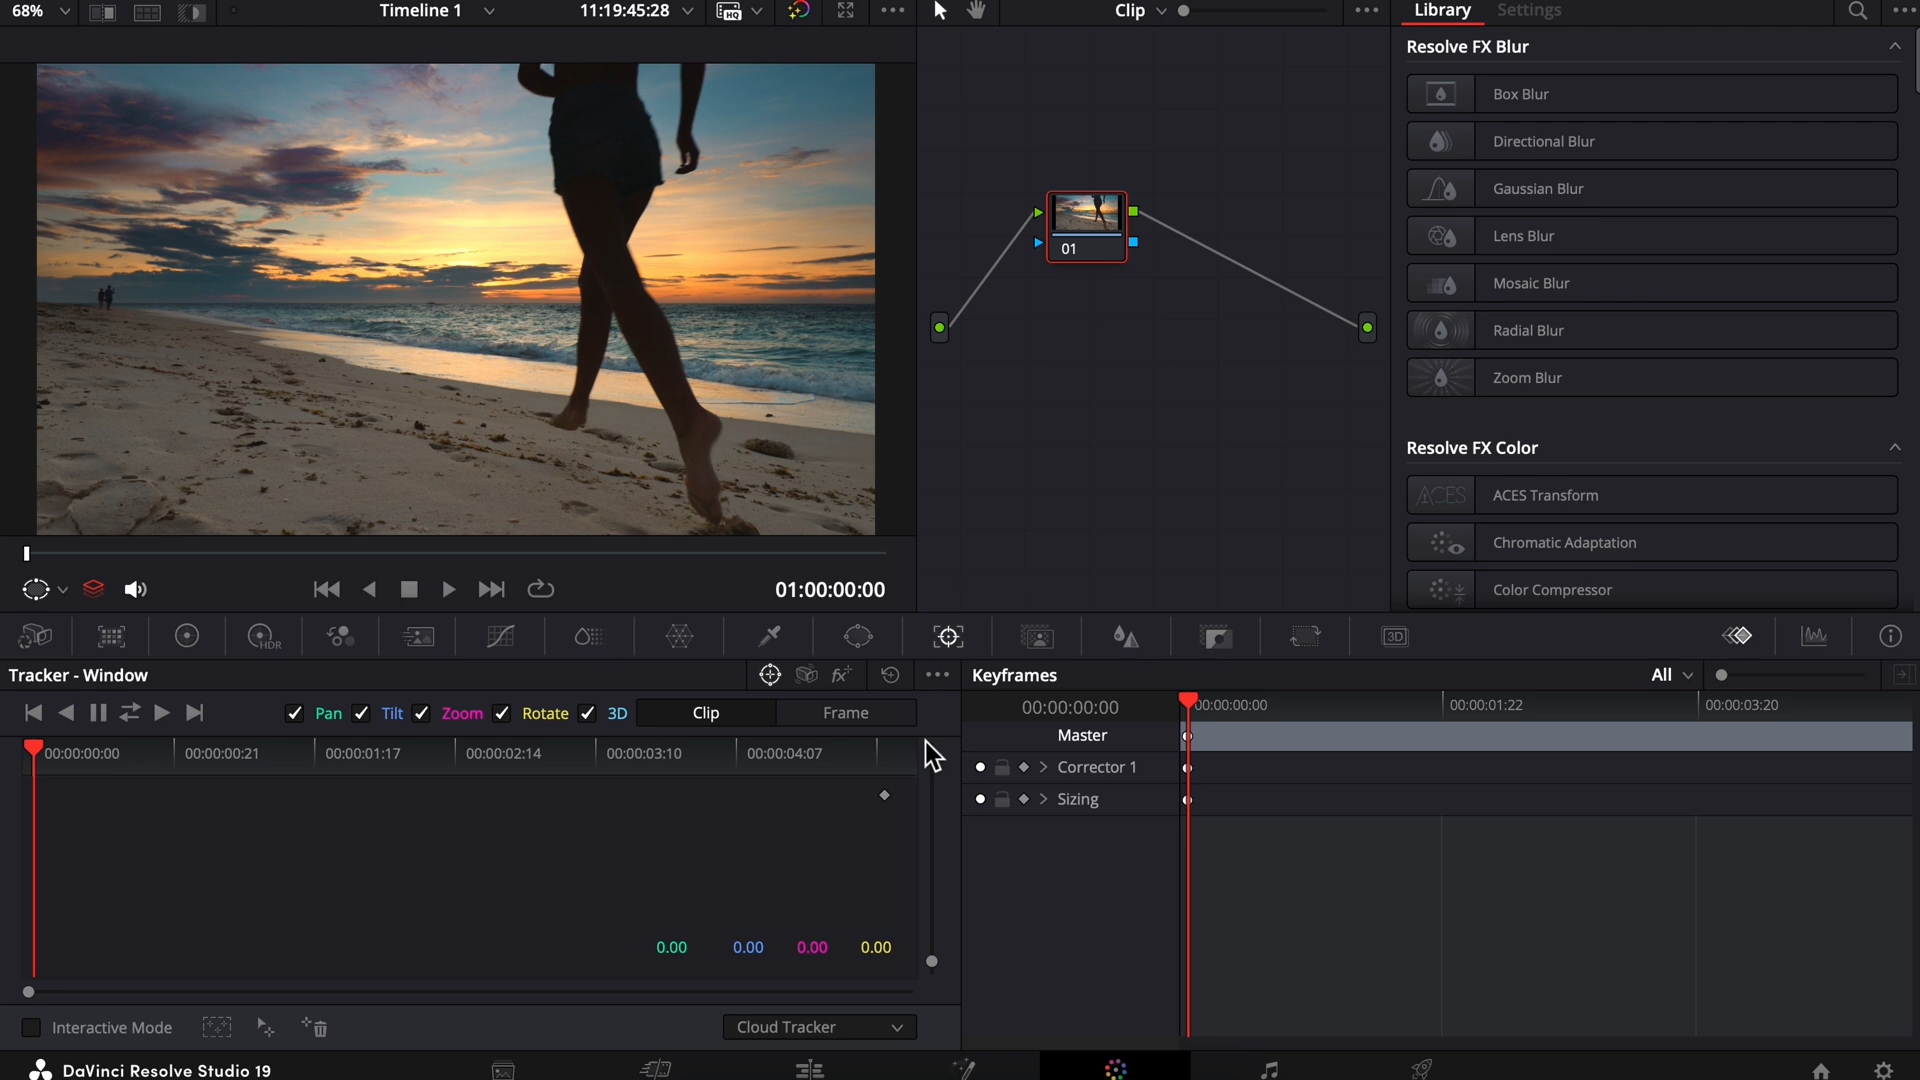 68%
Timeline 1
11:19:45:28
HQ
Clip
Library
Settings
Resolve FX Blur
Box Blur
Directional Blur
Gaussian Blur
Lens Blur
Mosaic Blur
Radial Blur
Zoom Blur
01
Resolve FX Color
ACES
ACES Transform
Chromatic Adaptation
Color Compressor
01:00:00:00
HDR
3D
Tracker - Window
Keyframes
All
Pan
Tilt
Zoom
Rotate
3D
Clip
Frame
00:00:00:00
00:00:00:00
00:00:01:22
00:00:03:20
00:00:00:00
00:00:00:21
00:00:01:17
00:00:02:14
00:00:03:10
00:00:04:07
Master
Corrector 1
Sizing
0.00
0.00
0.00
0.00
Interactive Mode
Cloud Tracker
DaVinci Resolve Studio 19